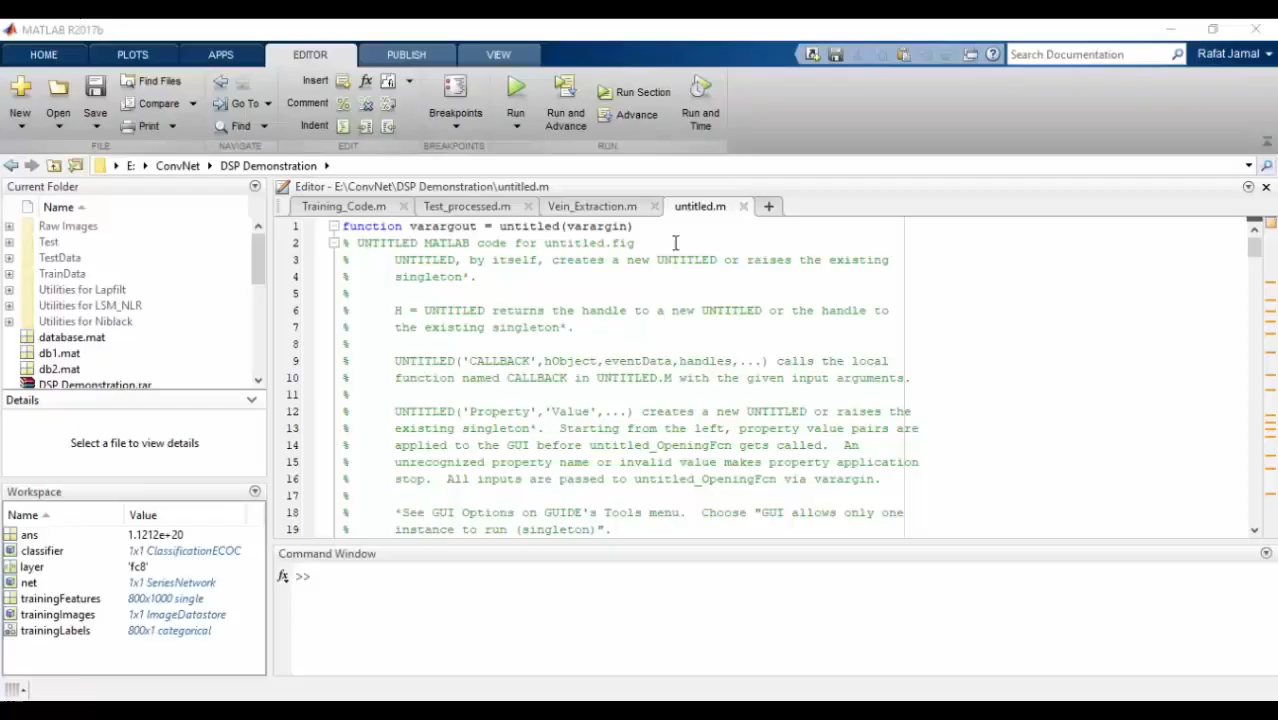 MATLAB R2017b
HOME PLOTS APPS EDITOR PUBLISH VIEW Search Documentation Rafat Jamal
New Open Save Find Files Compare Print Go To Find Insert Comment Indent Breakpoints Run Run and Advance Run Section Advance Run and Time
FILE NAVIGATE EDIT BREAKPOINTS RUN
E: ConvNet DSP Demonstration
Current Folder
Name
Raw Images
Test
TestData
TrainData
Utilities for Lapfilt
Utilities for LSM_NLR
Utilities for Niblack
database.mat
db1.mat
db2.mat
DSP Demonstration.rar
Details
Select a file to view details
Workspace
Name Value
ans 1.1212e+20
classifier 1x1 ClassificationECOC
layer 'fc8'
net 1x1 SeriesNetwork
trainingFeatures 800x1000 single
trainingImages 1x1 ImageDatastore
trainingLabels 800x1 categorical
Editor - E:\ConvNet\DSP Demonstration\untitled.m
Training_Code.m Test_processed.m Vein_Extraction.m untitled.m
1 function varargout = untitled(varargin)
2 % UNTITLED MATLAB code for untitled.fig
3 % UNTITLED, by itself, creates a new UNTITLED or raises the existing
4 % singleton*.
5 %
6 % H = UNTITLED returns the handle to a new UNTITLED or the handle to
7 % the existing singleton*.
8 %
9 % UNTITLED('CALLBACK',hObject,eventData,handles,...) calls the local
10 % function named CALLBACK in UNTITLED.M with the given input arguments.
11 %
12 % UNTITLED('Property','Value',...) creates a new UNTITLED or raises the
13 % existing singleton*. Starting from the left, property value pairs are
14 % applied to the GUI before untitled_OpeningFcn gets called. An
15 % unrecognized property name or invalid value makes property application
16 % stop. All inputs are passed to untitled_OpeningFcn via varargin.
17 %
18 % *See GUI Options on GUIDE's Tools menu. Choose "GUI allows only one
19 % instance to run (singleton)".
Command Window
fx >>